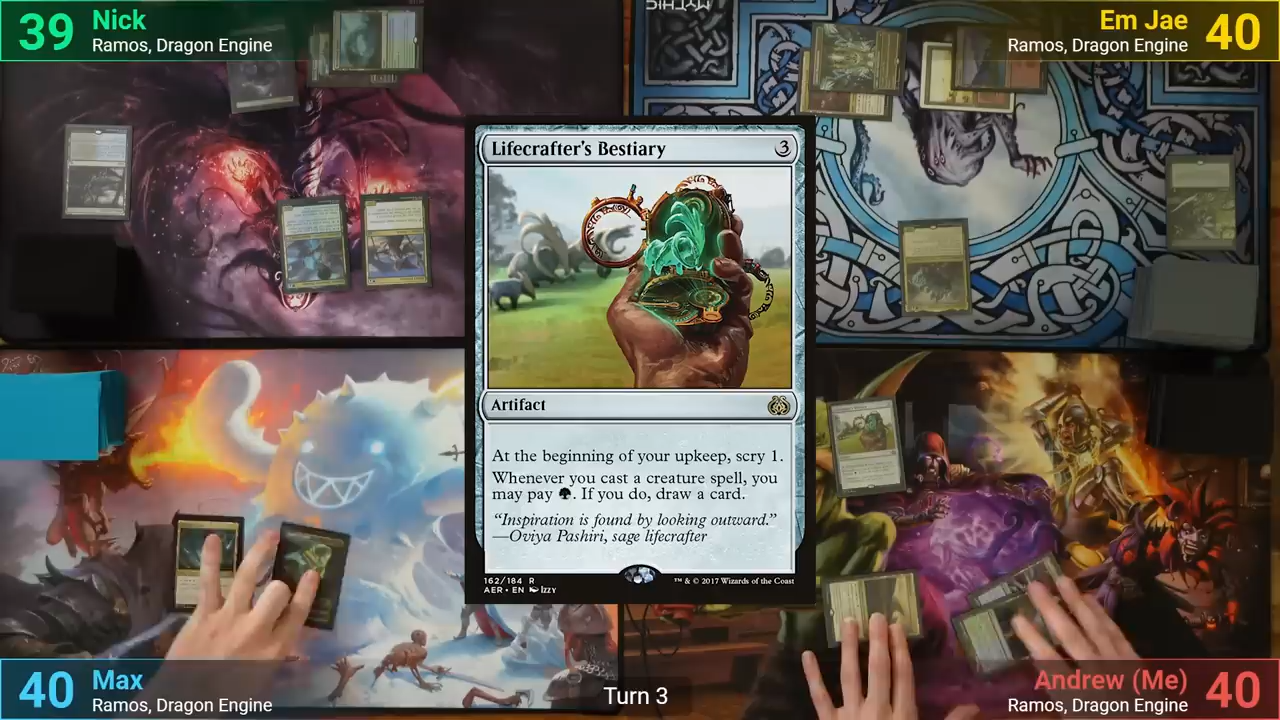 39 Nick
Ramos, Dragon Engine
Em Jae 40
Ramos, Dragon Engine
Lifecrafter's Bestiary 3
Artifact
At the beginning of your upkeep, scry 1.
Whenever you cast a creature spell, you
may pay . If you do, draw a card.
"Inspiration is found by looking outward."
—Oviya Pashiri, sage lifecrafter
162/184 R
AER • EN Izzy
™ & © 2017 Wizards of the Coast
40 Max
Ramos, Dragon Engine
Turn 3
Andrew (Me) 40
Ramos, Dragon Engine